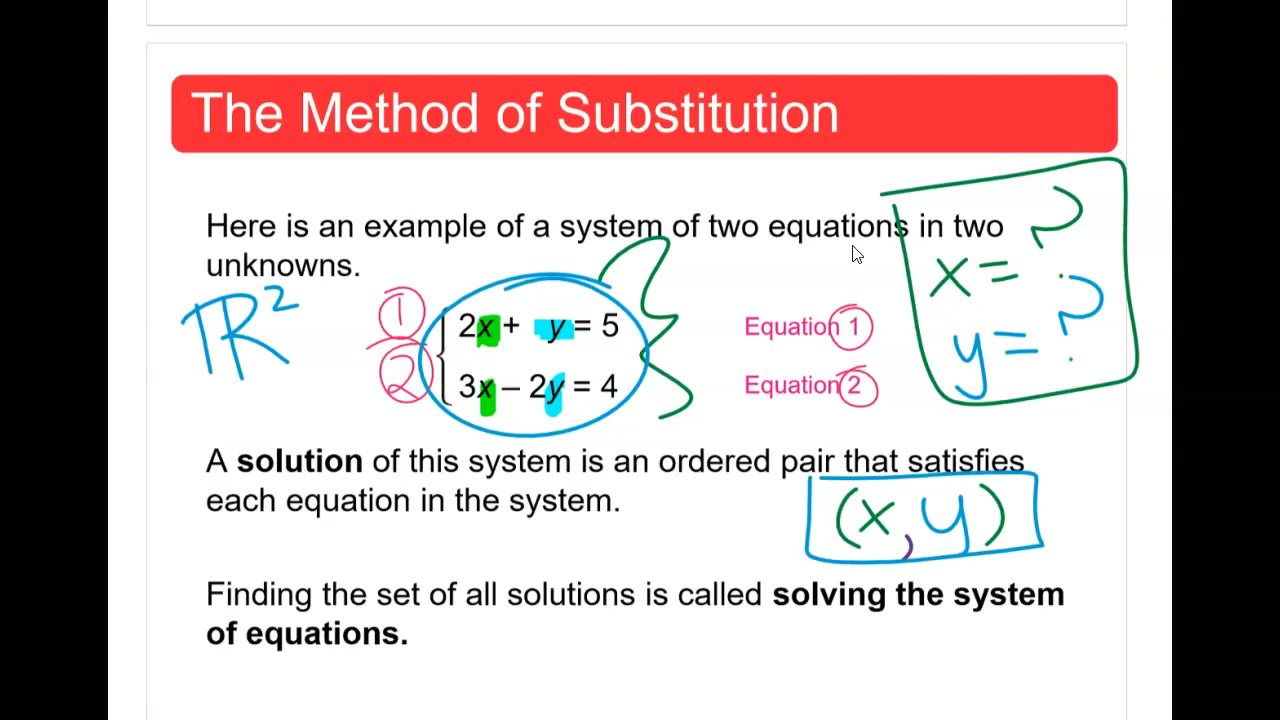 The Method of Substitution
Here is an example of a system of two equations in two
unknowns.
x = ?
y = ?
ℝ²
① 2x + y = 5 Equation 1
② 3x – 2y = 4 Equation 2
A solution of this system is an ordered pair that satisfies
each equation in the system.
(x, y)
Finding the set of all solutions is called solving the system
of equations.